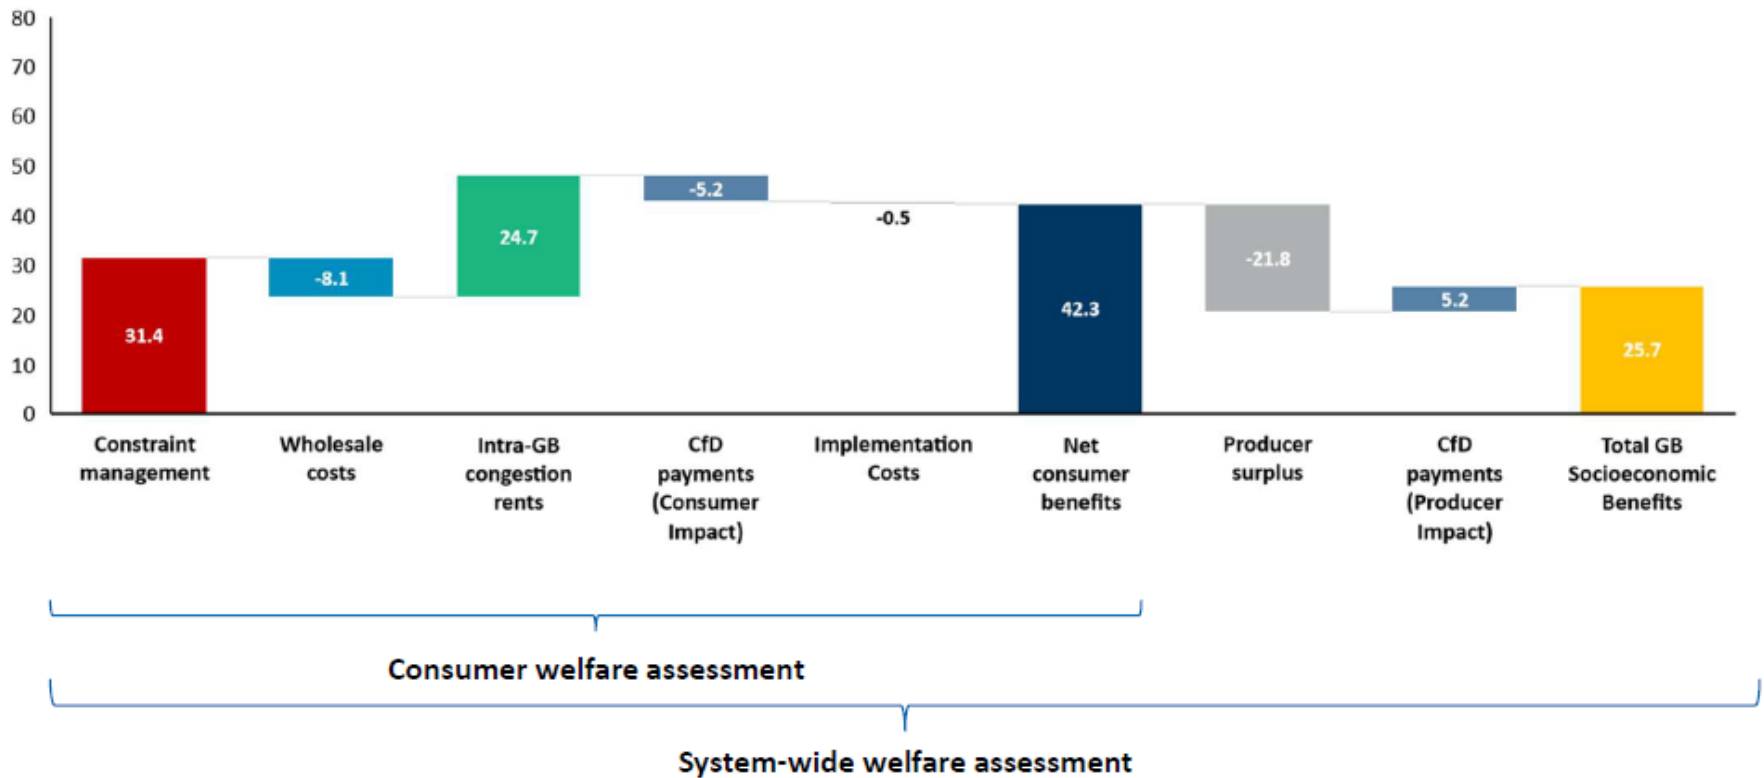 80
70
60
50
40
30
20
10
0
31.4
-8.1
24.7
-5.2
-0.5
42.3
-21.8
5.2
25.7
Constraint
management
Wholesale
costs
Intra-GB
congestion
rents
CfD
payments
(Consumer
Impact)
Implementation
Costs
Net
consumer
benefits
Producer
surplus
CfD
payments
(Producer
Impact)
Total GB
Socioeconomic
Benefits
Consumer welfare assessment
System-wide welfare assessment